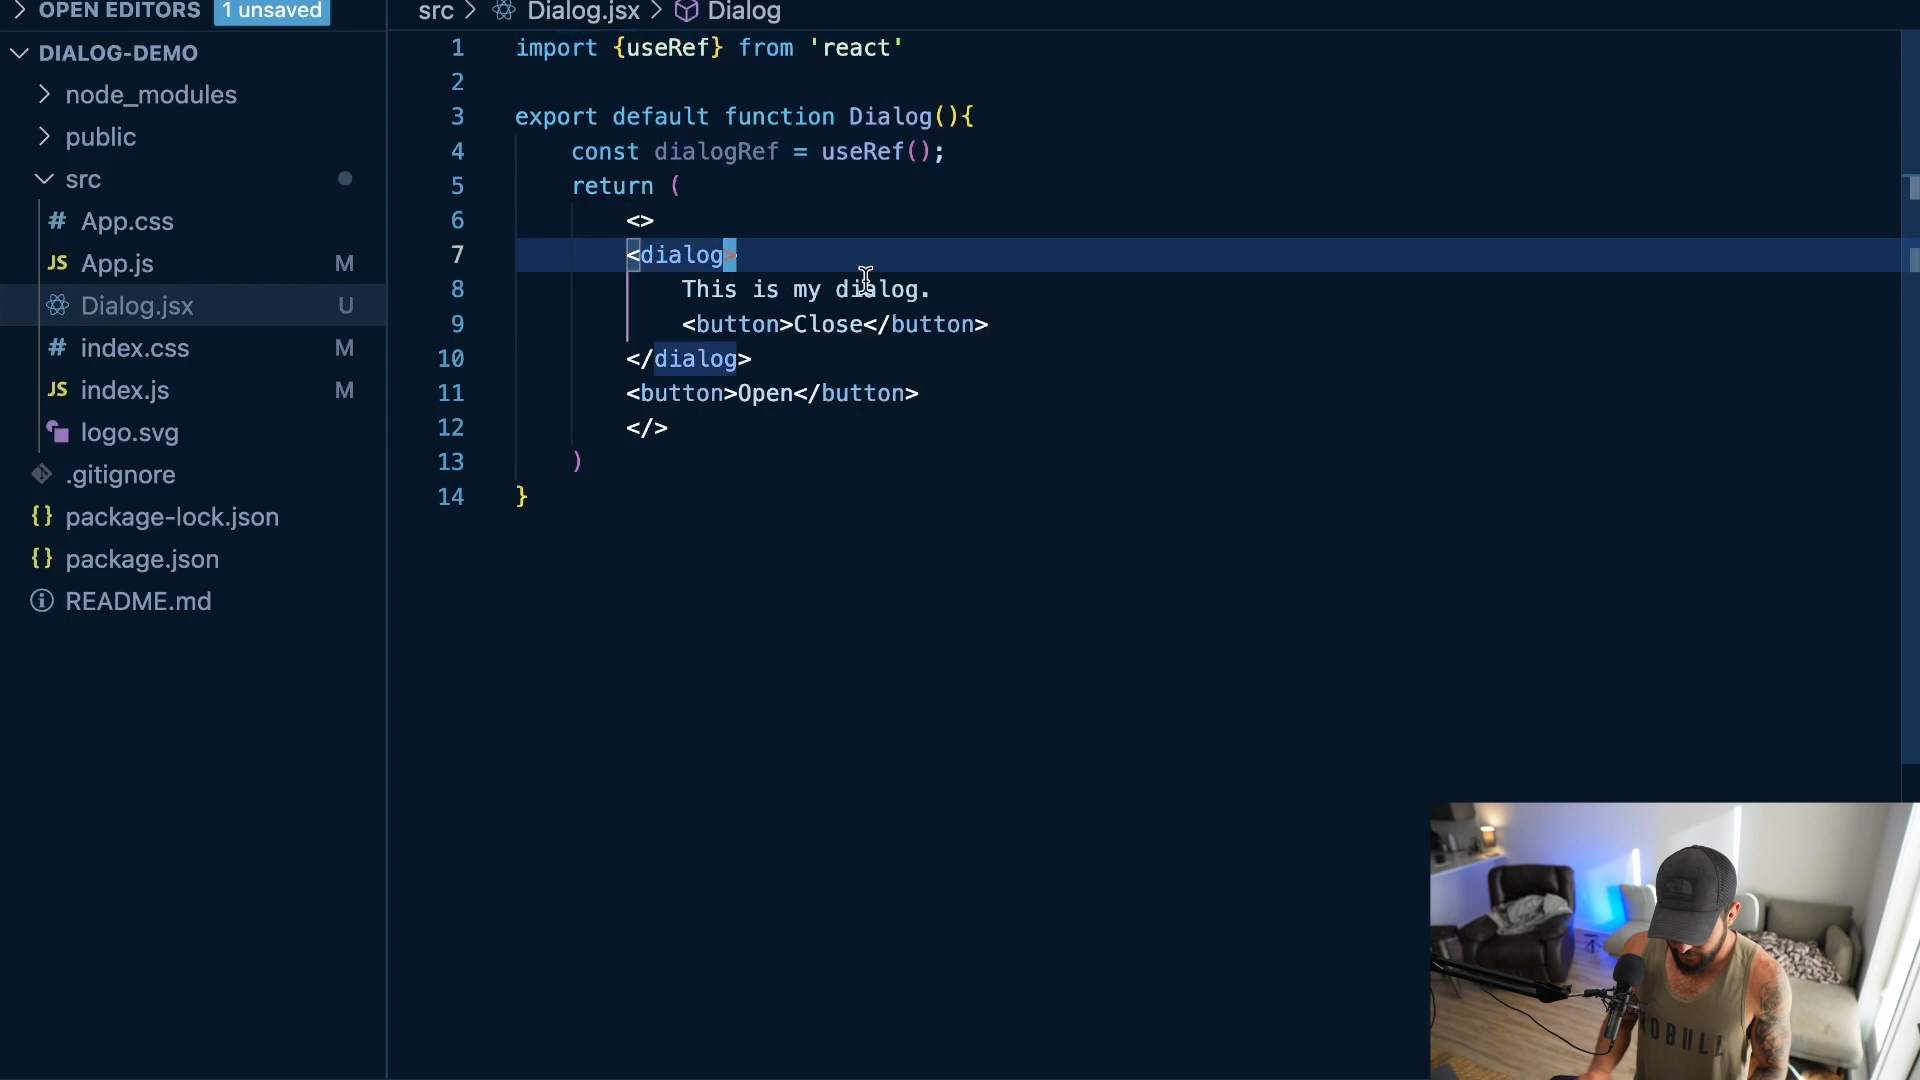 OPEN EDITORS 1 unsaved
DIALOG-DEMO
node_modules
public
src
# App.css
JS App.js M
Dialog.jsx U
# index.css M
JS index.js M
logo.svg
.gitignore
{} package-lock.json
{} package.json
README.md
src > Dialog.jsx > Dialog
1 import {useRef} from 'react'
2
3 export default function Dialog(){
4 const dialogRef = useRef();
5 return (
6 <>
7 <dialog>
8 This is my dialog.
9 <button>Close</button>
10 </dialog>
11 <button>Open</button>
12 </>
13 )
14 }
NOBULL